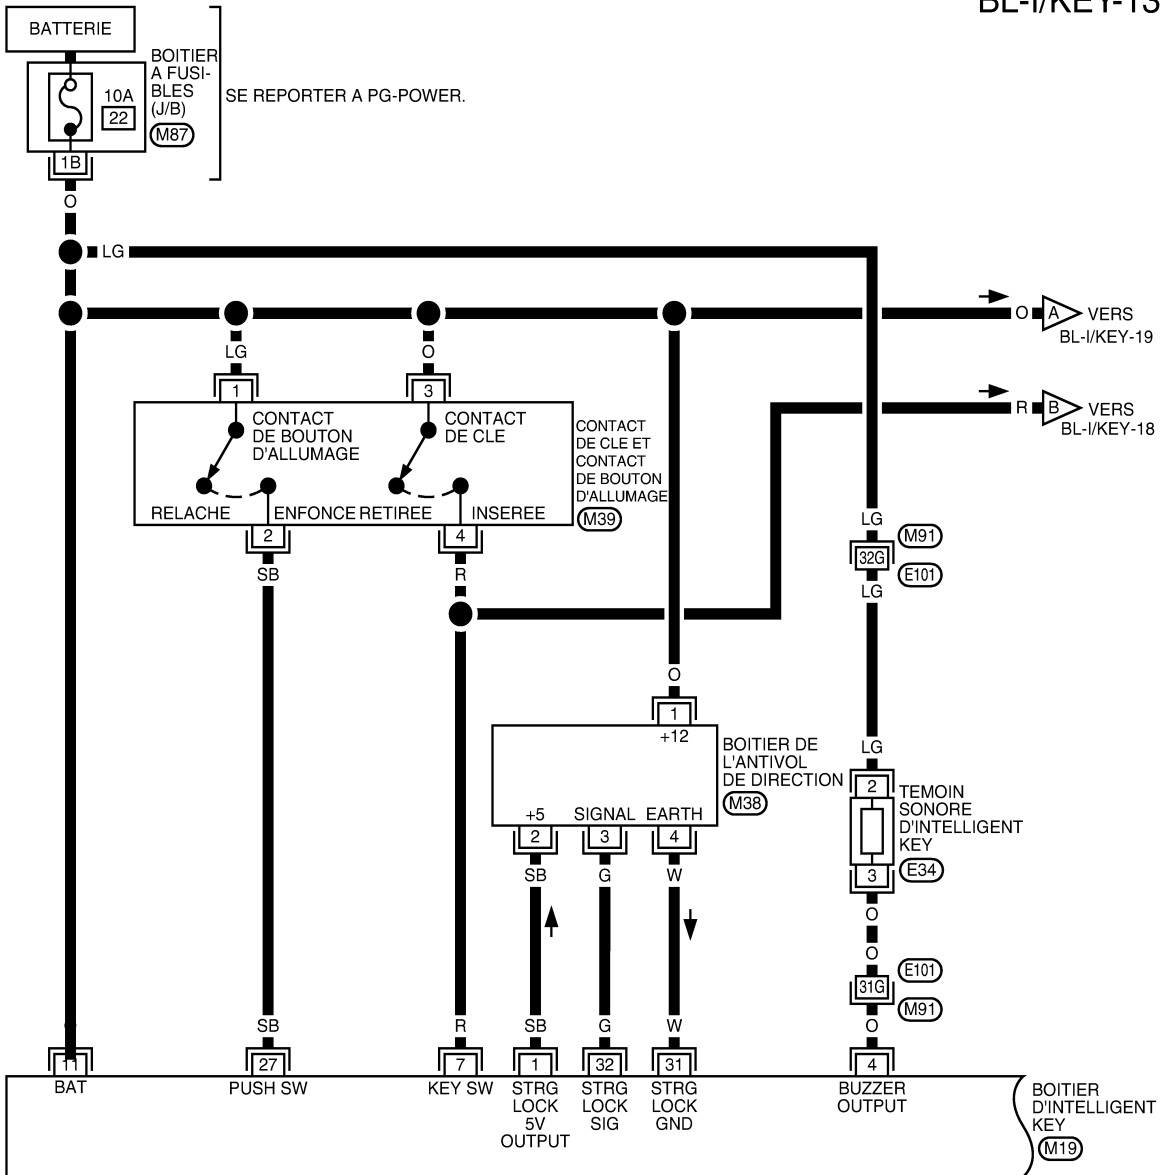 BL-I/KEY-13
BATTERIE
BOITIER
A FUSI-
BLES
(J/B)
M87
10A
22
1B
SE REPORTER A PG-POWER.
O
LG
O
A
VERS
BL-I/KEY-19
LG
O
1
3
R
B
VERS
BL-I/KEY-18
CONTACT
DE BOUTON
D'ALLUMAGE
CONTACT
DE CLE
CONTACT
DE CLE ET
CONTACT
DE BOUTON
D'ALLUMAGE
M39
RELACHE
ENFONCE
RETIREE
INSEREE
2
4
SB
R
LG
M91
32G
E101
LG
O
1
+12
BOITIER DE
L'ANTIVOL
DE DIRECTION
M38
+5
SIGNAL
EARTH
2
3
4
SB
G
W
LG
2
TEMOIN
SONORE
D'INTELLIGENT
KEY
E34
3
O
O
E101
31G
M91
SB
R
SB
G
W
O
11
27
7
1
32
31
4
BAT
PUSH SW
KEY SW
STRG
LOCK
5V
OUTPUT
STRG
LOCK
SIG
STRG
LOCK
GND
BUZZER
OUTPUT
BOITIER
D'INTELLIGENT
KEY
M19